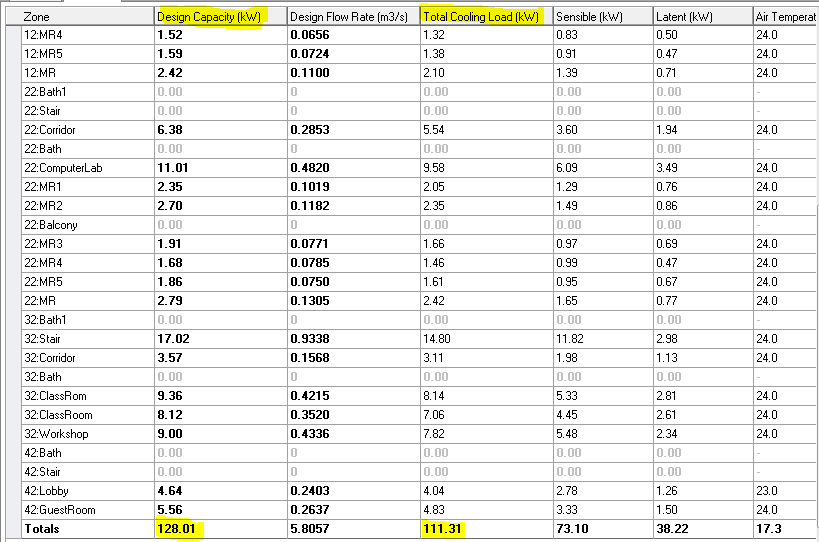 Zone Design Capacity (kW) Design Flow Rate (m3/s) Total Cooling Load (kW) Sensible (kW) Latent (kW) Air Temperat
12:MR4 1.52 0.0656 1.32 0.83 0.50 24.0
12:MR5 1.59 0.0724 1.38 0.91 0.47 24.0
12:MR 2.42 0.1100 2.10 1.39 0.71 24.0
22:Bath1 0.00 0 0.00 0.00 0.00 -
22:Stair 0.00 0 0.00 0.00 0.00 -
22:Corridor 6.38 0.2853 5.54 3.60 1.94 24.0
22:Bath 0.00 0 0.00 0.00 0.00 -
22:ComputerLab 11.01 0.4820 9.58 6.09 3.49 24.0
22:MR1 2.35 0.1019 2.05 1.29 0.76 24.0
22:MR2 2.70 0.1182 2.35 1.49 0.86 24.0
22:Balcony 0.00 0 0.00 0.00 0.00 -
22:MR3 1.91 0.0771 1.66 0.97 0.69 24.0
22:MR4 1.68 0.0785 1.46 0.99 0.47 24.0
22:MR5 1.86 0.0750 1.61 0.95 0.67 24.0
22:MR 2.79 0.1305 2.42 1.65 0.77 24.0
32:Bath1 0.00 0 0.00 0.00 0.00 -
32:Stair 17.02 0.9338 14.80 11.82 2.98 24.0
32:Corridor 3.57 0.1568 3.11 1.98 1.13 24.0
32:Bath 0.00 0 0.00 0.00 0.00 -
32:ClassRom 9.36 0.4215 8.14 5.33 2.81 24.0
32:ClassRoom 8.12 0.3520 7.06 4.45 2.61 24.0
32:Workshop 9.00 0.4336 7.82 5.48 2.34 24.0
42:Bath 0.00 0 0.00 0.00 0.00 -
42:Stair 0.00 0 0.00 0.00 0.00 -
42:Lobby 4.64 0.2403 4.04 2.78 1.26 23.0
42:GuestRoom 5.56 0.2637 4.83 3.33 1.50 24.0
Totals 128.01 5.8057 111.31 73.10 38.22 17.3